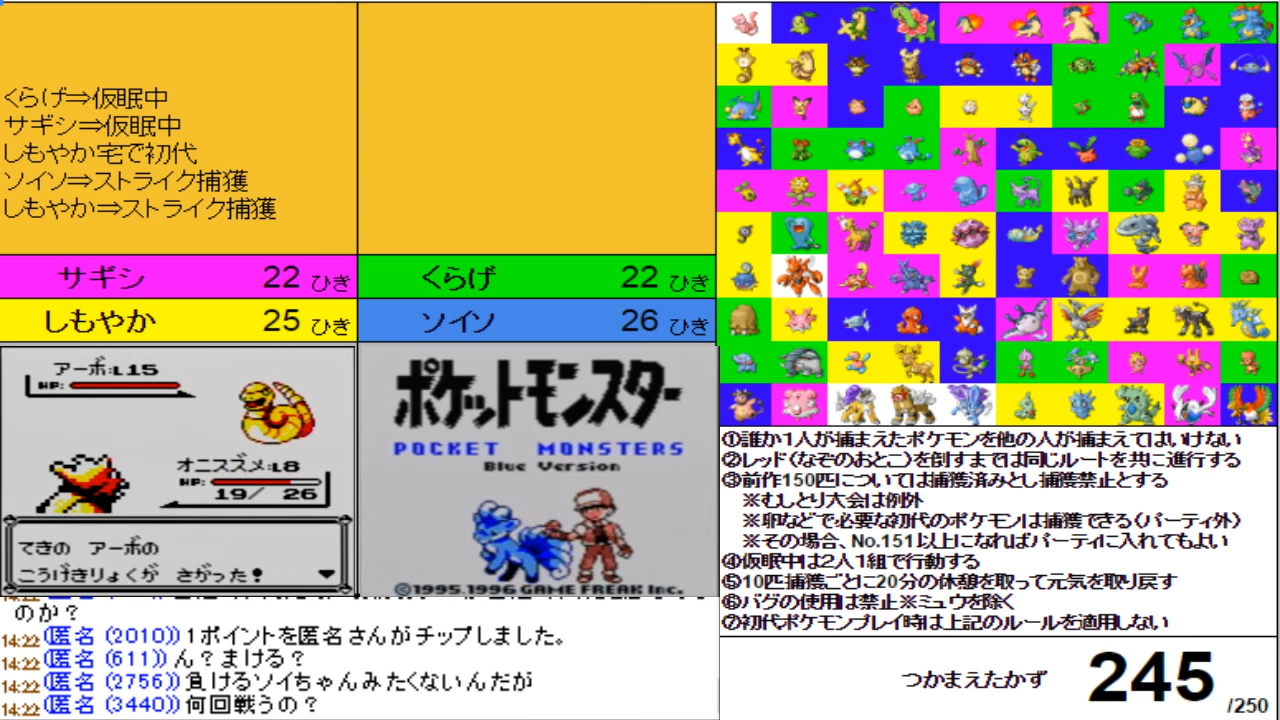 くらげ⇒仮眠中
サギシ⇒仮眠中
しもやか宅で初代
ソイソ⇒ストライク捕獲
しもやか⇒ストライク捕獲
サギシ 22 ひき
くらげ 22 ひき
しもやか 25 ひき
ソイソ 26 ひき
アーボ:L15
HP:
オニスズメ:L8
HP:
19/ 26
てきの アーボの
こうげきりょくが さがった!
ポケットモンスター
POCKET MONSTERS
Blue Version
©1995.1996 GAME FREAK inc.
のか?
14:22 (匿名 (2010)) 1ポイントを匿名さんがチップしました。
14:22 (匿名 (611)) ん?まける?
14:22 (匿名 (2756)) 負けるソイちゃんみたくないんだが
14:22 (匿名 (3440)) 何回戦うの?
①誰か1人が捕まえたポケモンを他の人が捕まえてはいけない
②レッド(なぞのおとこ)を倒すまでは同じルートを共に進行する
③前作150匹については捕獲済みとし捕獲禁止とする
※むしとり大会は例外
※卵などで必要な初代のポケモンは捕獲できる(パーティ外)
※その場合、No.151以上になればパーティに入れてもよい
④仮眠中は2人1組で行動する
⑤10匹捕獲ごとに20分の休憩を取って元気を取り戻す
⑥バグの使用は禁止※ミュウを除く
⑦初代ポケモンプレイ時は上記のルールを適用しない
つかまえたかず 245 /250